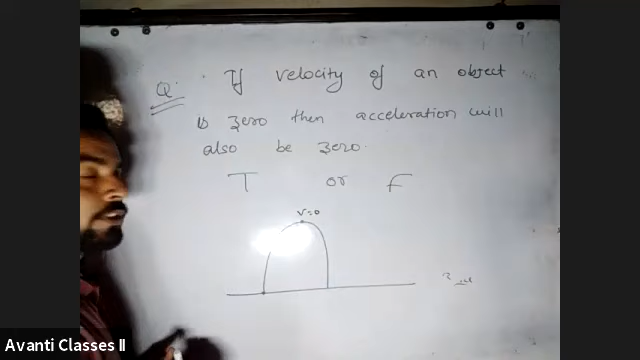 Q. If velocity of an object
is zero then acceleration will
also be zero.
T or F
v=0
Avanti Classes II